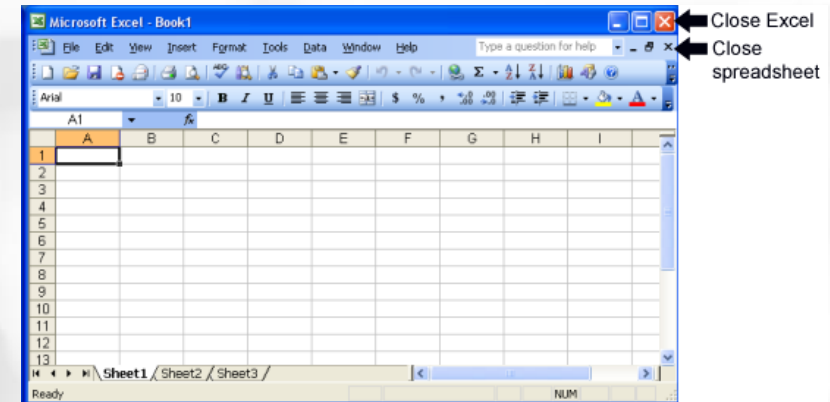 Microsoft Excel - Book1
Close Excel
File Edit View Insert Format Tools Data Window Help Type a question for help
Close
spreadsheet
Arial 10 B I U $ % ,
A1 fx
A B C D E F G H I
1
2
3
4
5
6
7
8
9
10
11
12
13
Sheet1 Sheet2 Sheet3
Ready NUM